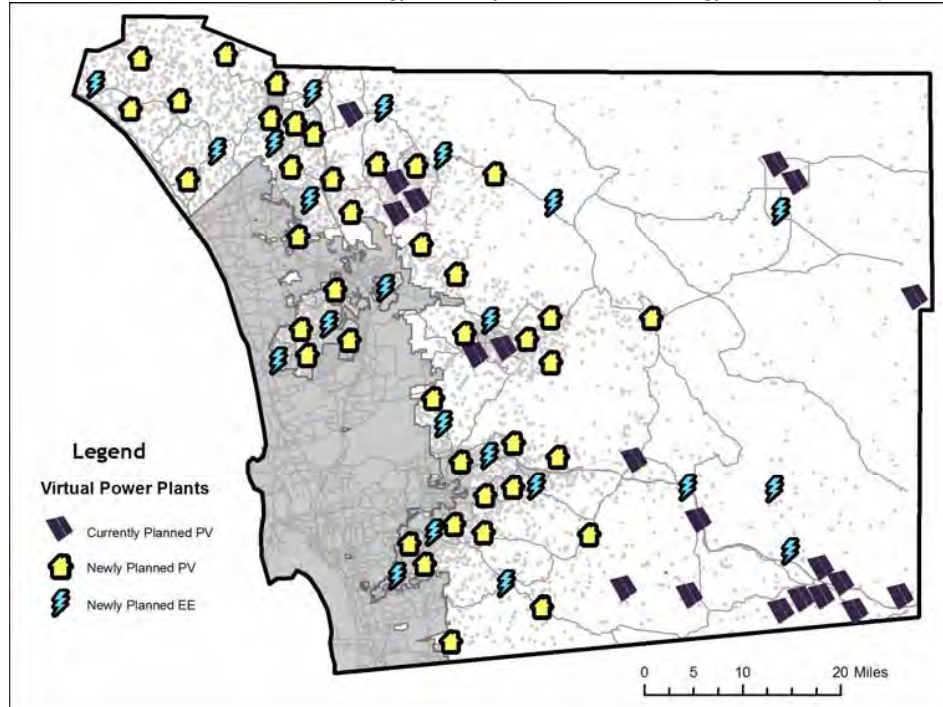 Legend
Virtual Power Plants
Currently Planned PV
Newly Planned PV
Newly Planned EE
0 5 10 20 Miles